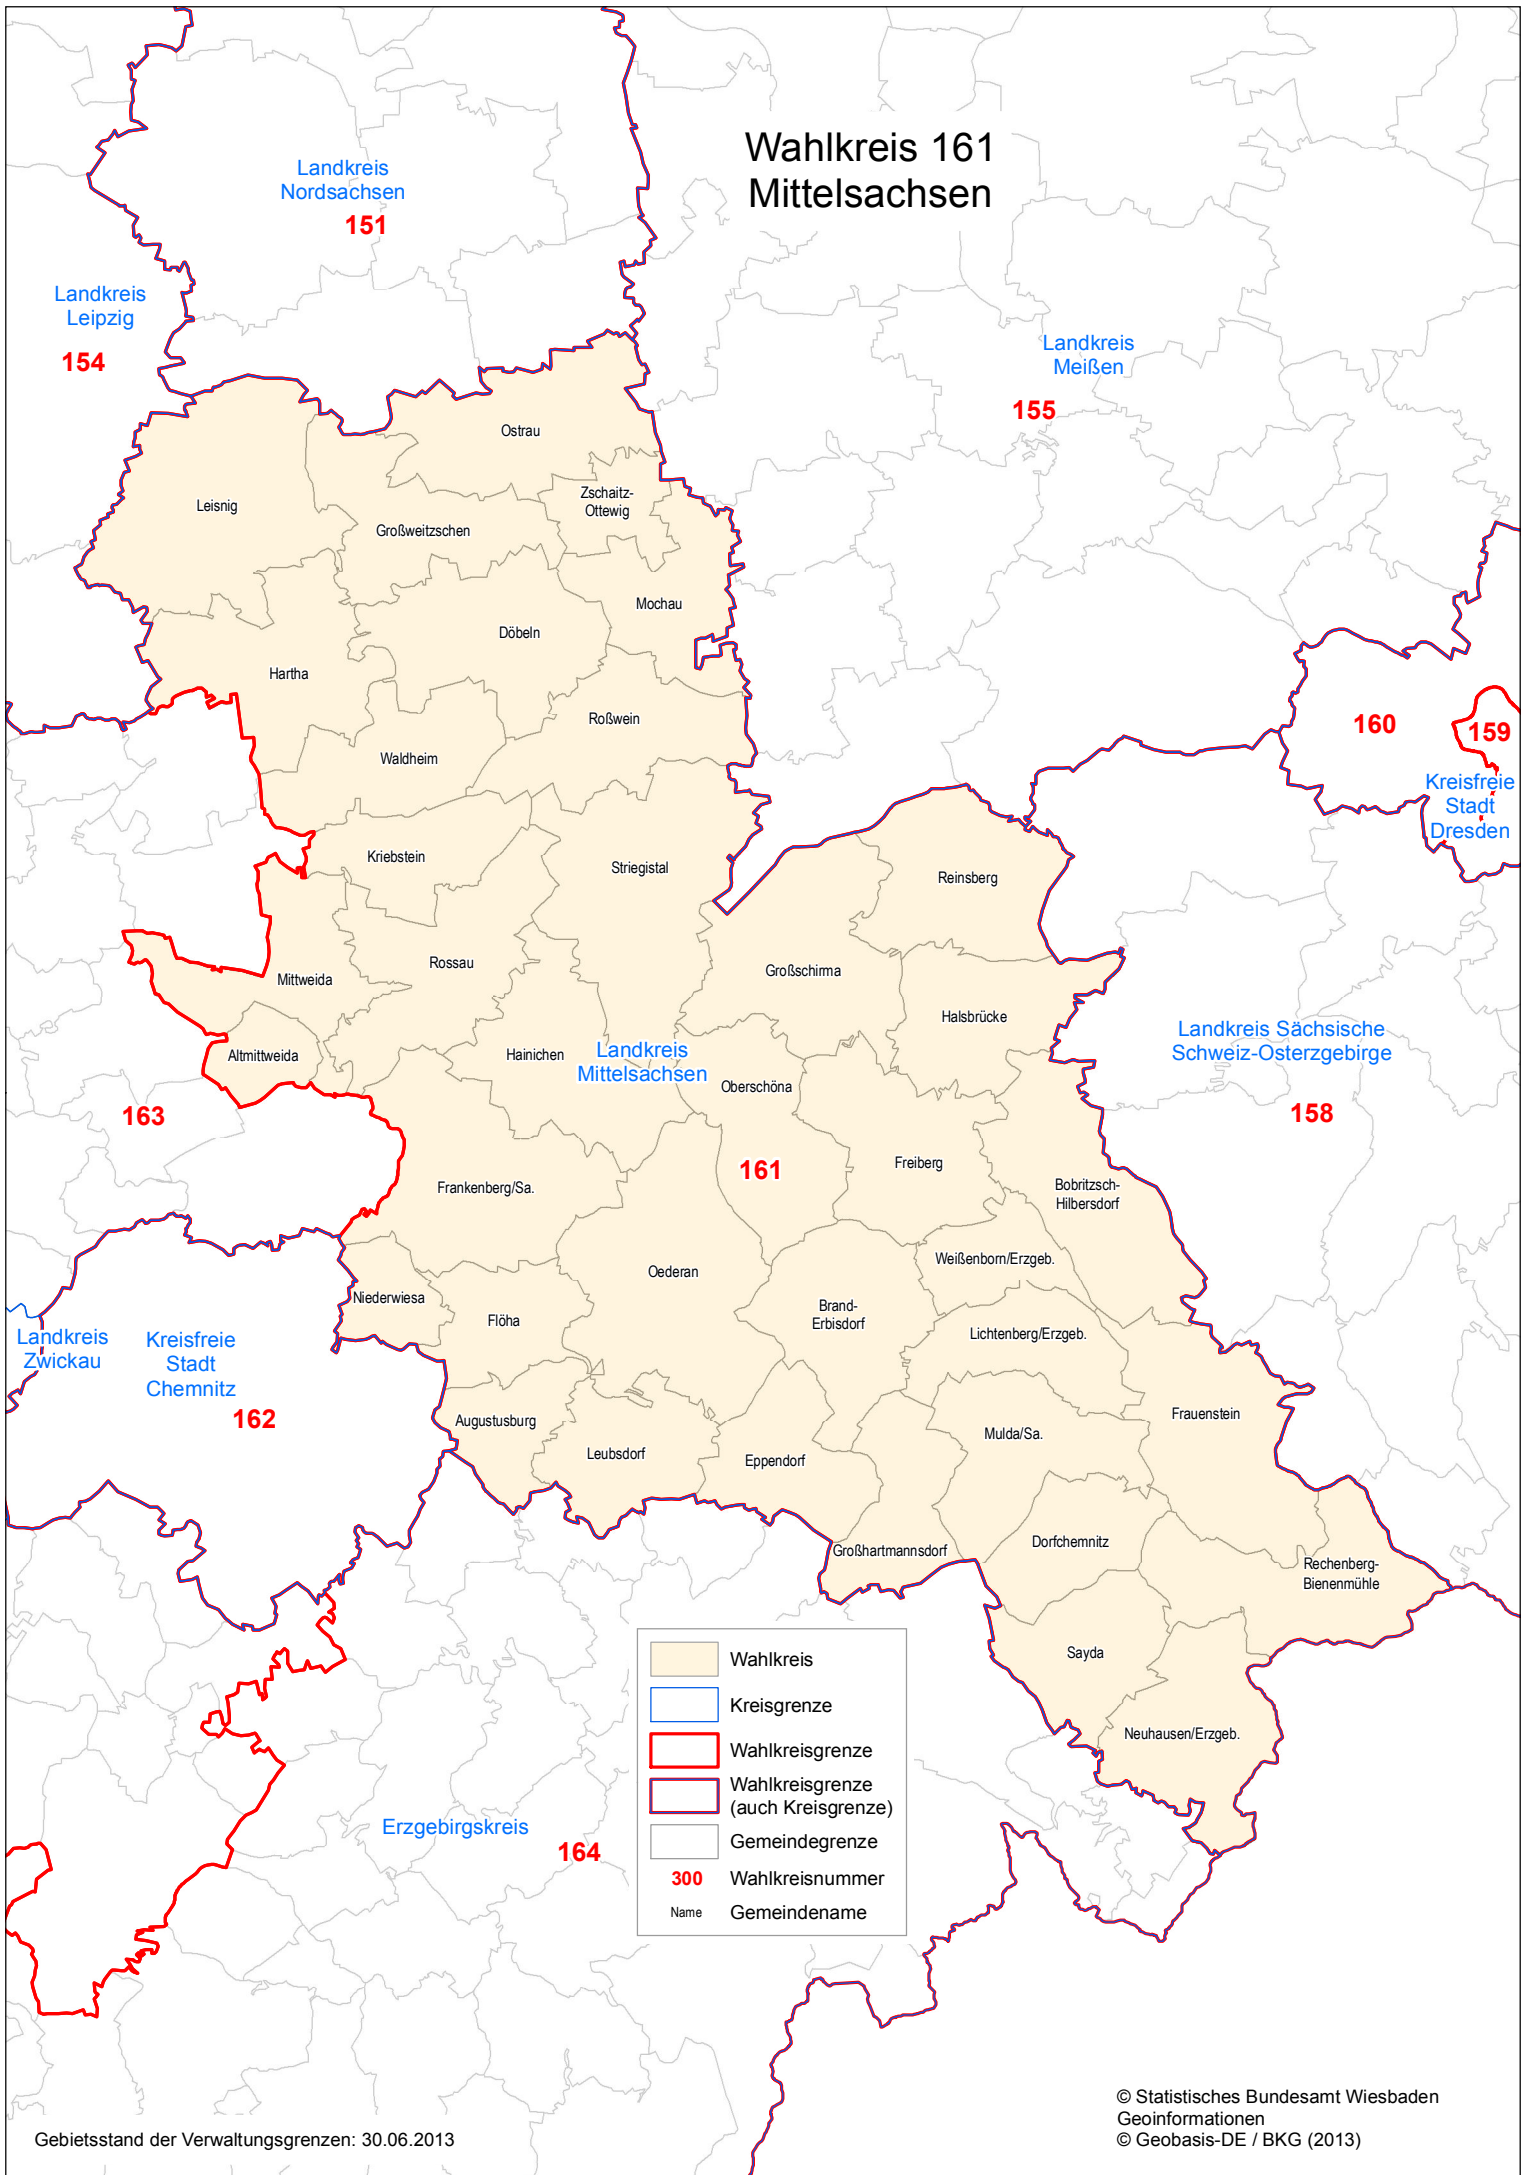 Wahlkreis 161
Mittelsachsen
Landkreis
Nordsachsen
151
Landkreis
Leipzig
154
Landkreis
Meißen
155
Ostrau
Leisnig
Zschaitz-
Ottewig
Großweitzschen
Mochau
Döbeln
Hartha
Roßwein
Waldheim
160
159
Kreisfreie
Stadt
Dresden
Kriebstein
Striegistal
Reinsberg
Rossau
Mittweida
Großschirma
Halsbrücke
Altmittweida
Hainichen
Landkreis
Mittelsachsen
Oberschöna
Landkreis Sächsische
Schweiz-Osterzgebirge
158
163
161
Freiberg
Frankenberg/Sa.
Bobritzsch-
Hilbersdorf
Oederan
Weißenborn/Erzgeb.
Niederwiesa
Flöha
Brand-
Erbisdorf
Lichtenberg/Erzgeb.
Landkreis
Zwickau
Kreisfreie
Stadt
Chemnitz
162
Augustusburg
Leubsdorf
Eppendorf
Mulda/Sa.
Frauenstein
Großhartmannsdorf
Dorfchemnitz
Rechenberg-
Bienenmühle
Sayda
Neuhausen/Erzgeb.
Erzgebirgskreis
164
Wahlkreis
Kreisgrenze
Wahlkreisgrenze
Wahlkreisgrenze
(auch Kreisgrenze)
Gemeindegrenze
300 Wahlkreisnummer
Name Gemeindename
Gebietsstand der Verwaltungsgrenzen: 30.06.2013
© Statistisches Bundesamt Wiesbaden
Geoinformationen
© Geobasis-DE / BKG (2013)